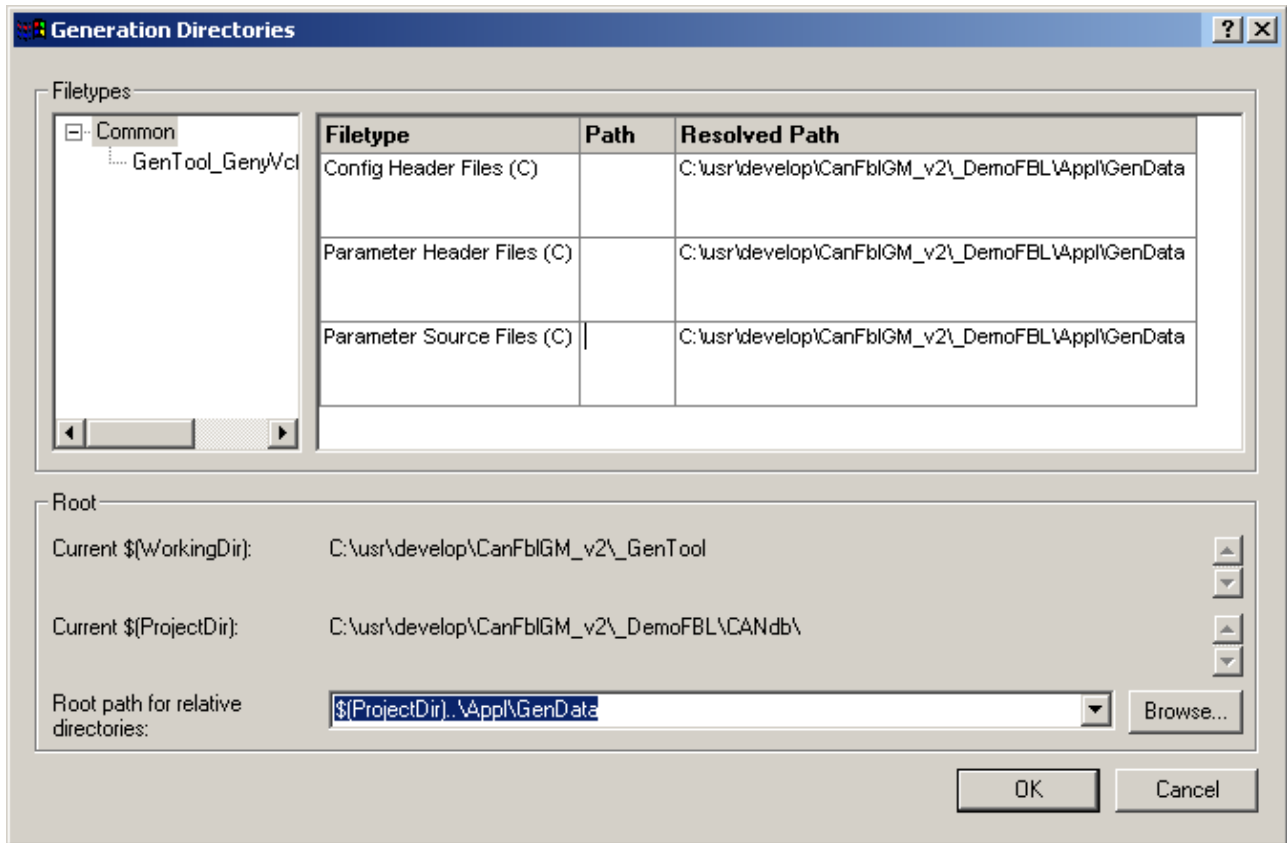 Generation Directories
Filetypes
Common
GenTool_GenyVcl
Filetype Path Resolved Path
Config Header Files (C) C:\usr\develop\CanFblGM_v2\_DemoFBL\Appl\GenData
Parameter Header Files (C) C:\usr\develop\CanFblGM_v2\_DemoFBL\Appl\GenData
Parameter Source Files (C) C:\usr\develop\CanFblGM_v2\_DemoFBL\Appl\GenData
Root
Current $(WorkingDir): C:\usr\develop\CanFblGM_v2\_GenTool
Current $(ProjectDir): C:\usr\develop\CanFblGM_v2\_DemoFBL\CANdb\
Root path for relative
directories:
$(ProjectDir)..\Appl\GenData
Browse...
OK Cancel